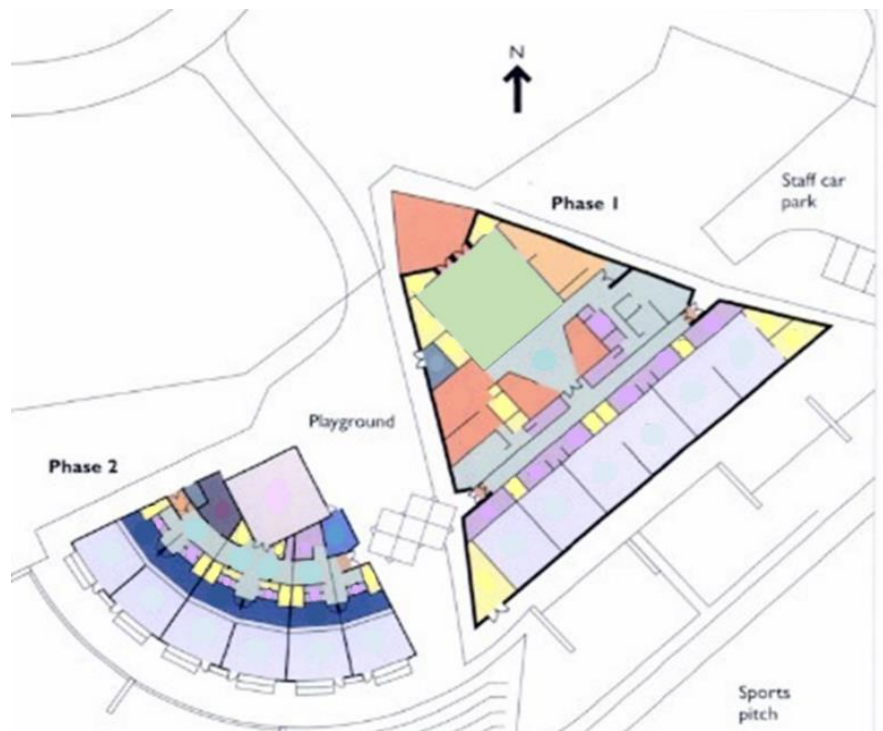 N
Phase 1
Staff car
park
Playground
Phase 2
Sports
pitch